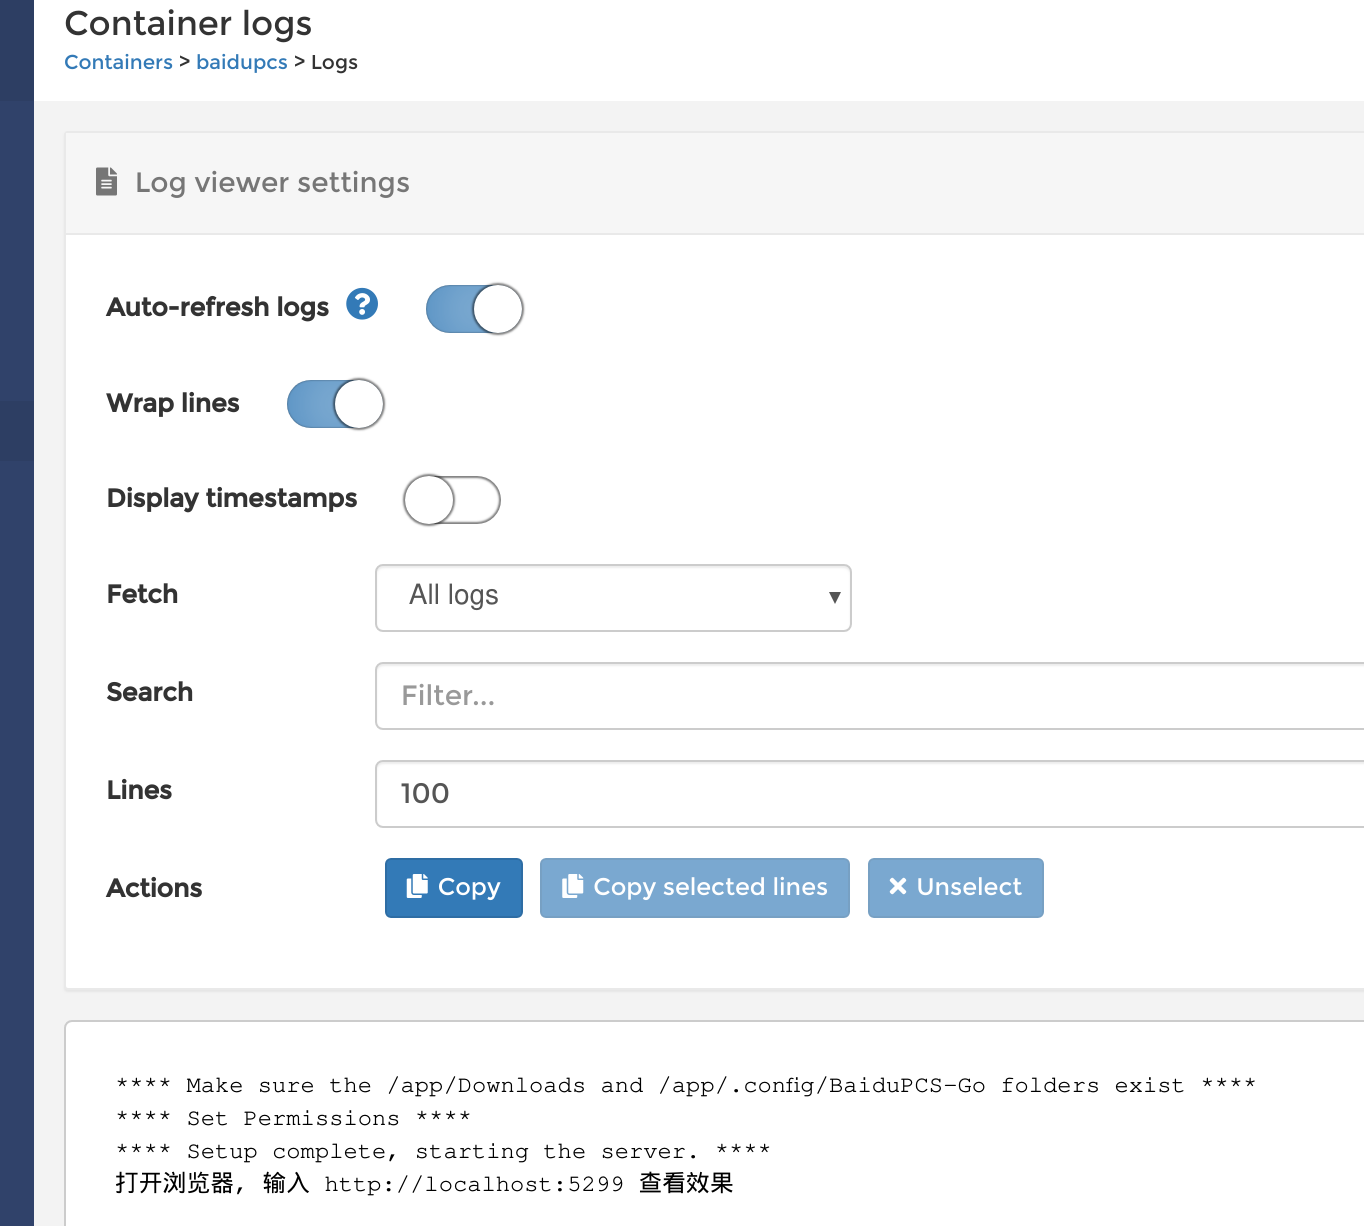 Container logs
Containers > baidupcs > Logs
Log viewer settings
Auto-refresh logs ?
Wrap lines
Display timestamps
Fetch All logs
Search Filter...
Lines 100
Actions Copy Copy selected lines Unselect
**** Make sure the /app/Downloads and /app/.config/BaiduPCS-Go folders exist ****
**** Set Permissions ****
**** Setup complete, starting the server. ****
打开浏览器, 输入 http://localhost:5299 查看效果